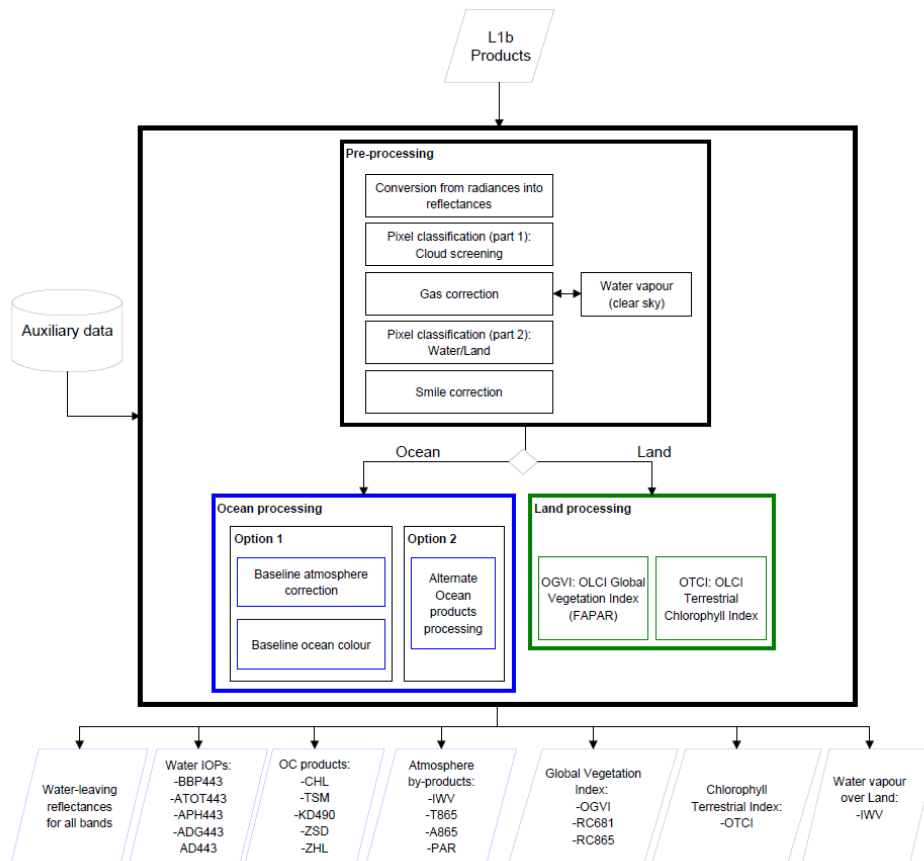 L1b
Products
Pre-processing
Conversion from radiances into
reflectances
Pixel classification (part 1):
Cloud screening
Gas correction
Water vapour
(clear sky)
Pixel classification (part 2):
Water/Land
Smile correction
Auxiliary data
Ocean
Land
Ocean processing
Option 1
Baseline atmosphere
correction
Baseline ocean colour
Option 2
Alternate
Ocean
products
processing
Land processing
OGVI: OLCI Global
Vegetation Index
(FAPAR)
OTCI: OLCI
Terrestrial
Chlorophyll Index
Water-leaving
reflectances
for all bands
Water IOPs:
-BBP443
-ATOT443
-APH443
-ADG443
AD443
OC products:
-CHL
-TSM
-KD490
-ZSD
-ZHL
Atmosphere
by-products:
-IWV
-T865
-A865
-PAR
Global Vegetation
Index:
-OGVI
-RC681
-RC865
Chlorophyll
Terrestrial Index:
-OTCI
Water vapour
over Land:
-IWV